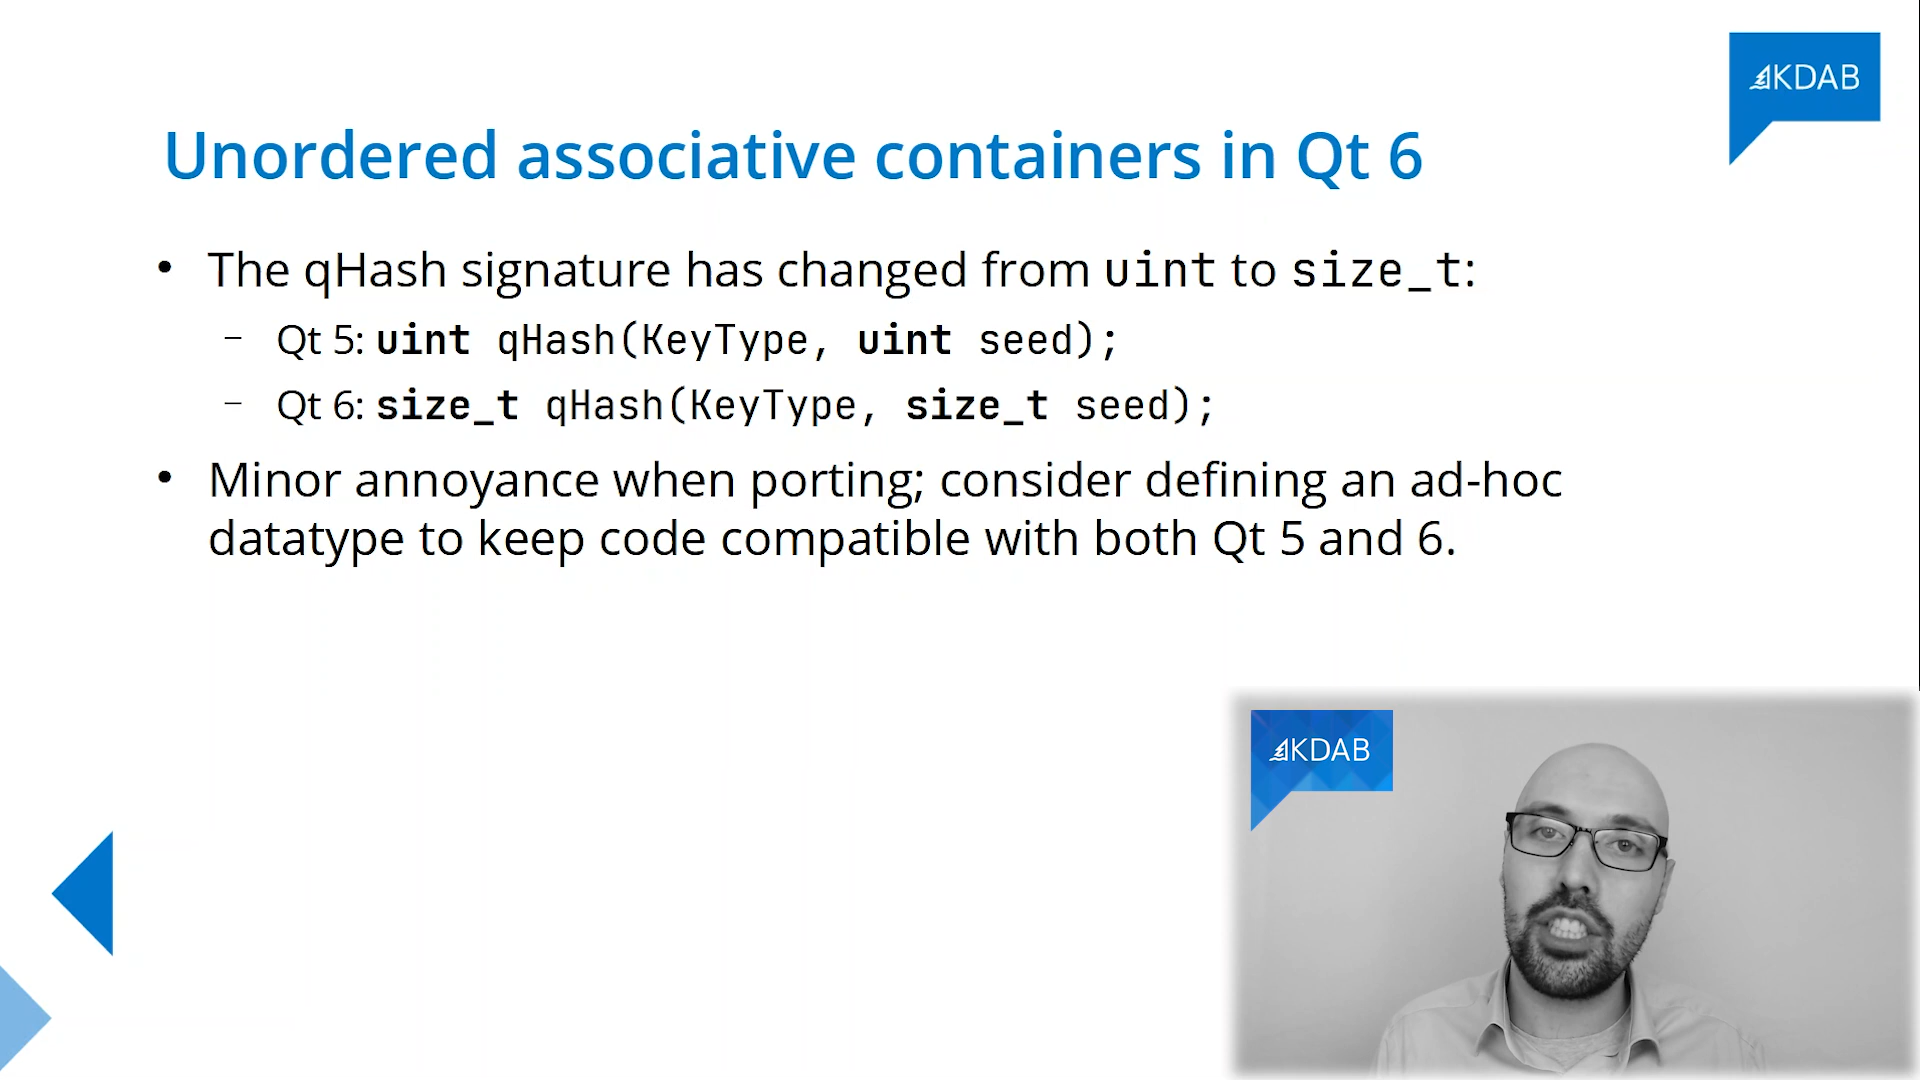 KDAB
Unordered associative containers in Qt 6
• The qHash signature has changed from uint to size_t:
– Qt 5: uint qHash(KeyType, uint seed);
– Qt 6: size_t qHash(KeyType, size_t seed);
• Minor annoyance when porting; consider defining an ad-hoc
datatype to keep code compatible with both Qt 5 and 6.
KDAB